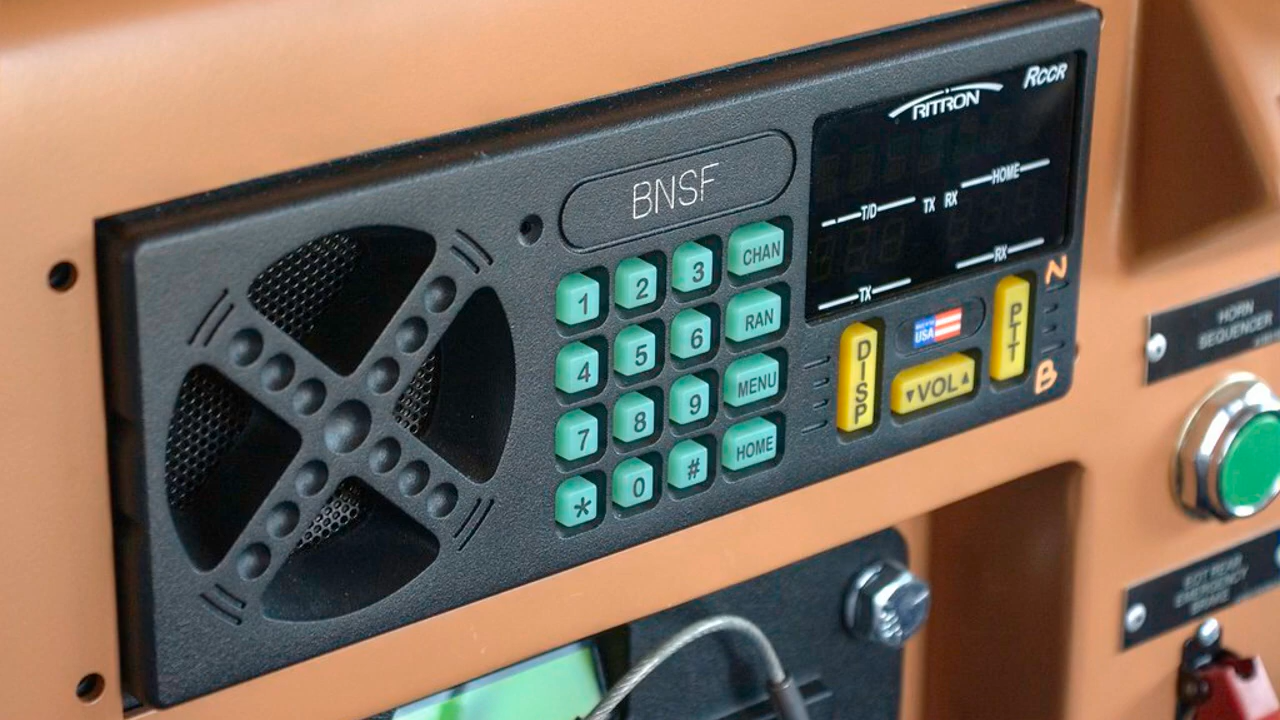 RCCR
RITRON
BNSF
HOME
T/D TX RX
RX
TX
1 2 3 CHAN
4 5 6 RAN
7 8 9 MENU
* 0 # HOME
USA
DISP
▼VOL▲
PTT
N
B
HORN
SEQUENCER
EOT REAR
EMERGENCY
BRAKE